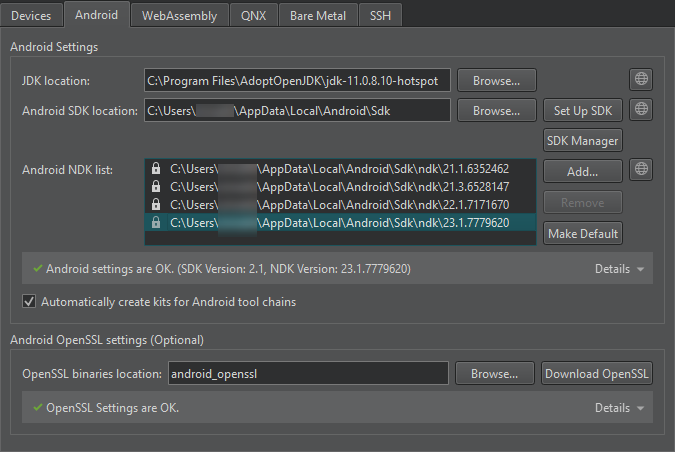 Devices Android WebAssembly QNX Bare Metal SSH
Android Settings
JDK location: C:\Program Files\AdoptOpenJDK\jdk-11.0.8.10-hotspot Browse...
Android SDK location: C:\Users\ \AppData\Local\Android\Sdk Browse... Set Up SDK
SDK Manager
Android NDK list: C:\Users\ \AppData\Local\Android\Sdk\ndk\21.1.6352462 Add...
C:\Users\ \AppData\Local\Android\Sdk\ndk\21.3.6528147
C:\Users\ \AppData\Local\Android\Sdk\ndk\22.1.7171670 Remove
C:\Users\ \AppData\Local\Android\Sdk\ndk\23.1.7779620 Make Default
Android settings are OK. (SDK Version: 2.1, NDK Version: 23.1.7779620) Details
Automatically create kits for Android tool chains
Android OpenSSL settings (Optional)
OpenSSL binaries location: android_openssl Browse... Download OpenSSL
OpenSSL Settings are OK. Details